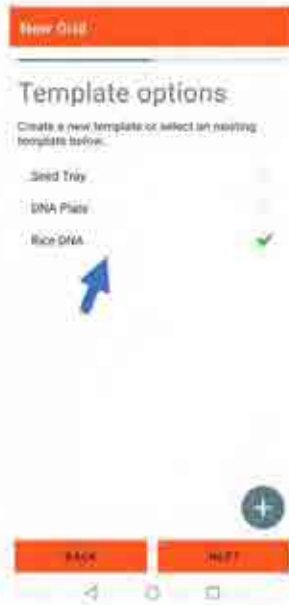 New Grid
Template options
Create a new template or select an existing
template below.
Seed Tray
DNA Plate
Rice DNA
BACK
NEXT